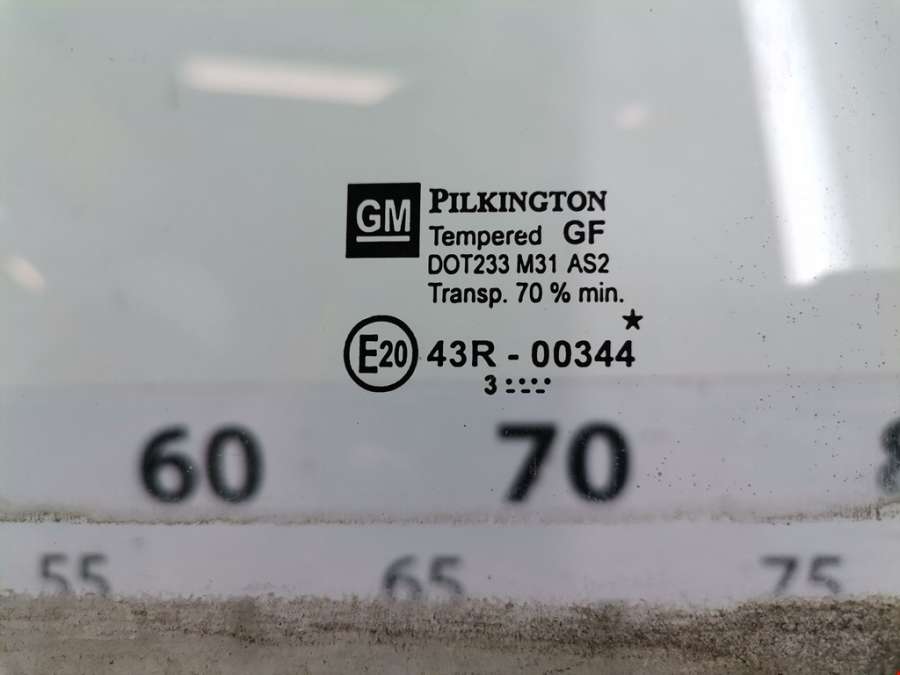 GM
PILKINGTON
Tempered GF
DOT233 M31 AS2
Transp. 70 % min.
E20 43R - 00344
3
60 70
55 65 75